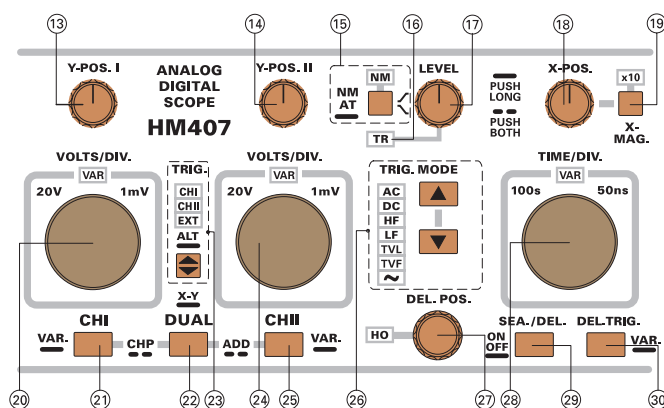 13 14 15 16 17 18 19
Y-POS. I
ANALOG
DIGITAL
SCOPE
HM407
Y-POS. II
NM
AT
NM
LEVEL
TR
PUSH
LONG
PUSH
BOTH
X-POS.
x10
X-
MAG.
VOLTS/DIV.
VAR
20V 1mV
TRIG.
CHI
CHII
EXT
ALT
VOLTS/DIV.
VAR
20V 1mV
TRIG. MODE
AC
DC
HF
LF
TVL
TVF
~
TIME/DIV.
VAR
100s 50ns
X-Y
CHI
DUAL
CHII
VAR.
CHP
ADD
VAR.
DEL. POS.
HO
SEA./DEL.
ON
OFF
DEL.TRIG.
VAR.
20 21 22 23 24 25 26 27 28 29 30